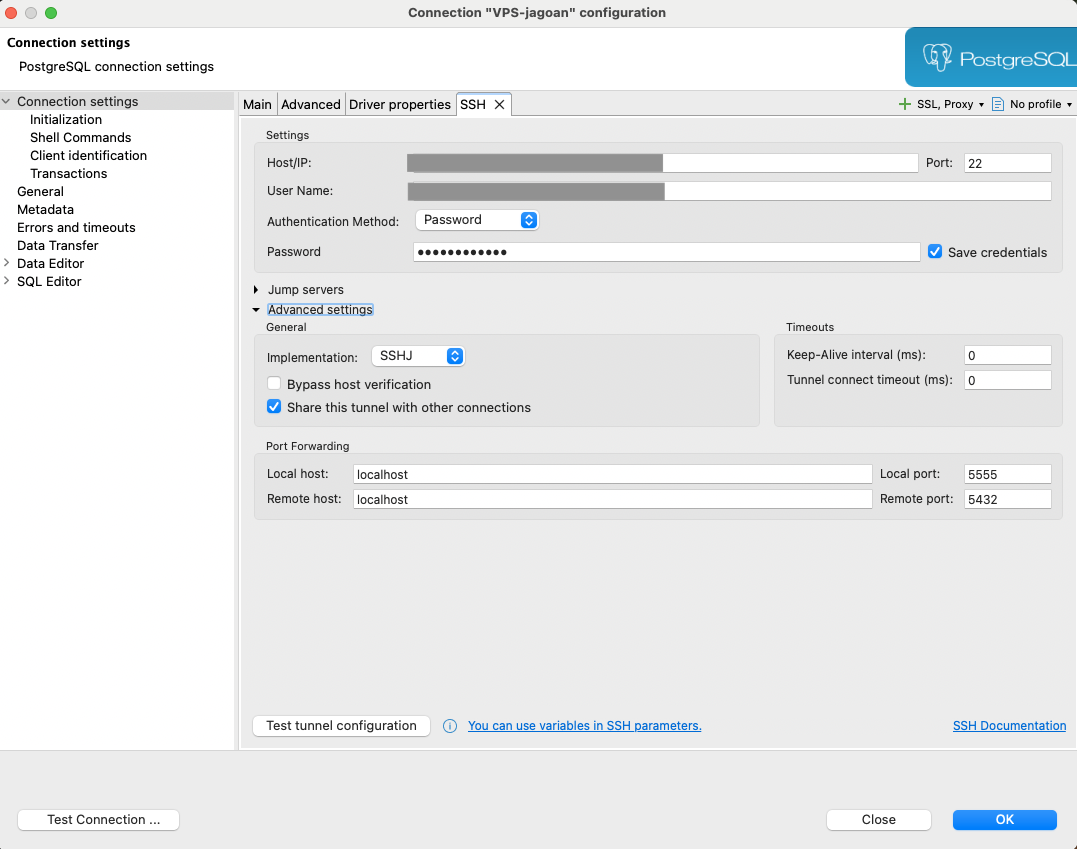 Connection "VPS-jagoan" configuration
Connection settings
PostgreSQL connection settings
PostgreSQL
Connection settings
Initialization
Shell Commands
Client identification
Transactions
General
Metadata
Errors and timeouts
Data Transfer
Data Editor
SQL Editor
Main Advanced Driver properties SSH SSL, Proxy No profile
Settings
Host/IP: Port: 22
User Name:
Authentication Method: Password
Password ●●●●●●●●●●●● Save credentials
Jump servers
Advanced settings
General Timeouts
Implementation: SSHJ Keep-Alive interval (ms): 0
Bypass host verification Tunnel connect timeout (ms): 0
Share this tunnel with other connections
Port Forwarding
Local host: localhost Local port: 5555
Remote host: localhost Remote port: 5432
Test tunnel configuration You can use variables in SSH parameters. SSH Documentation
Test Connection ... Close OK